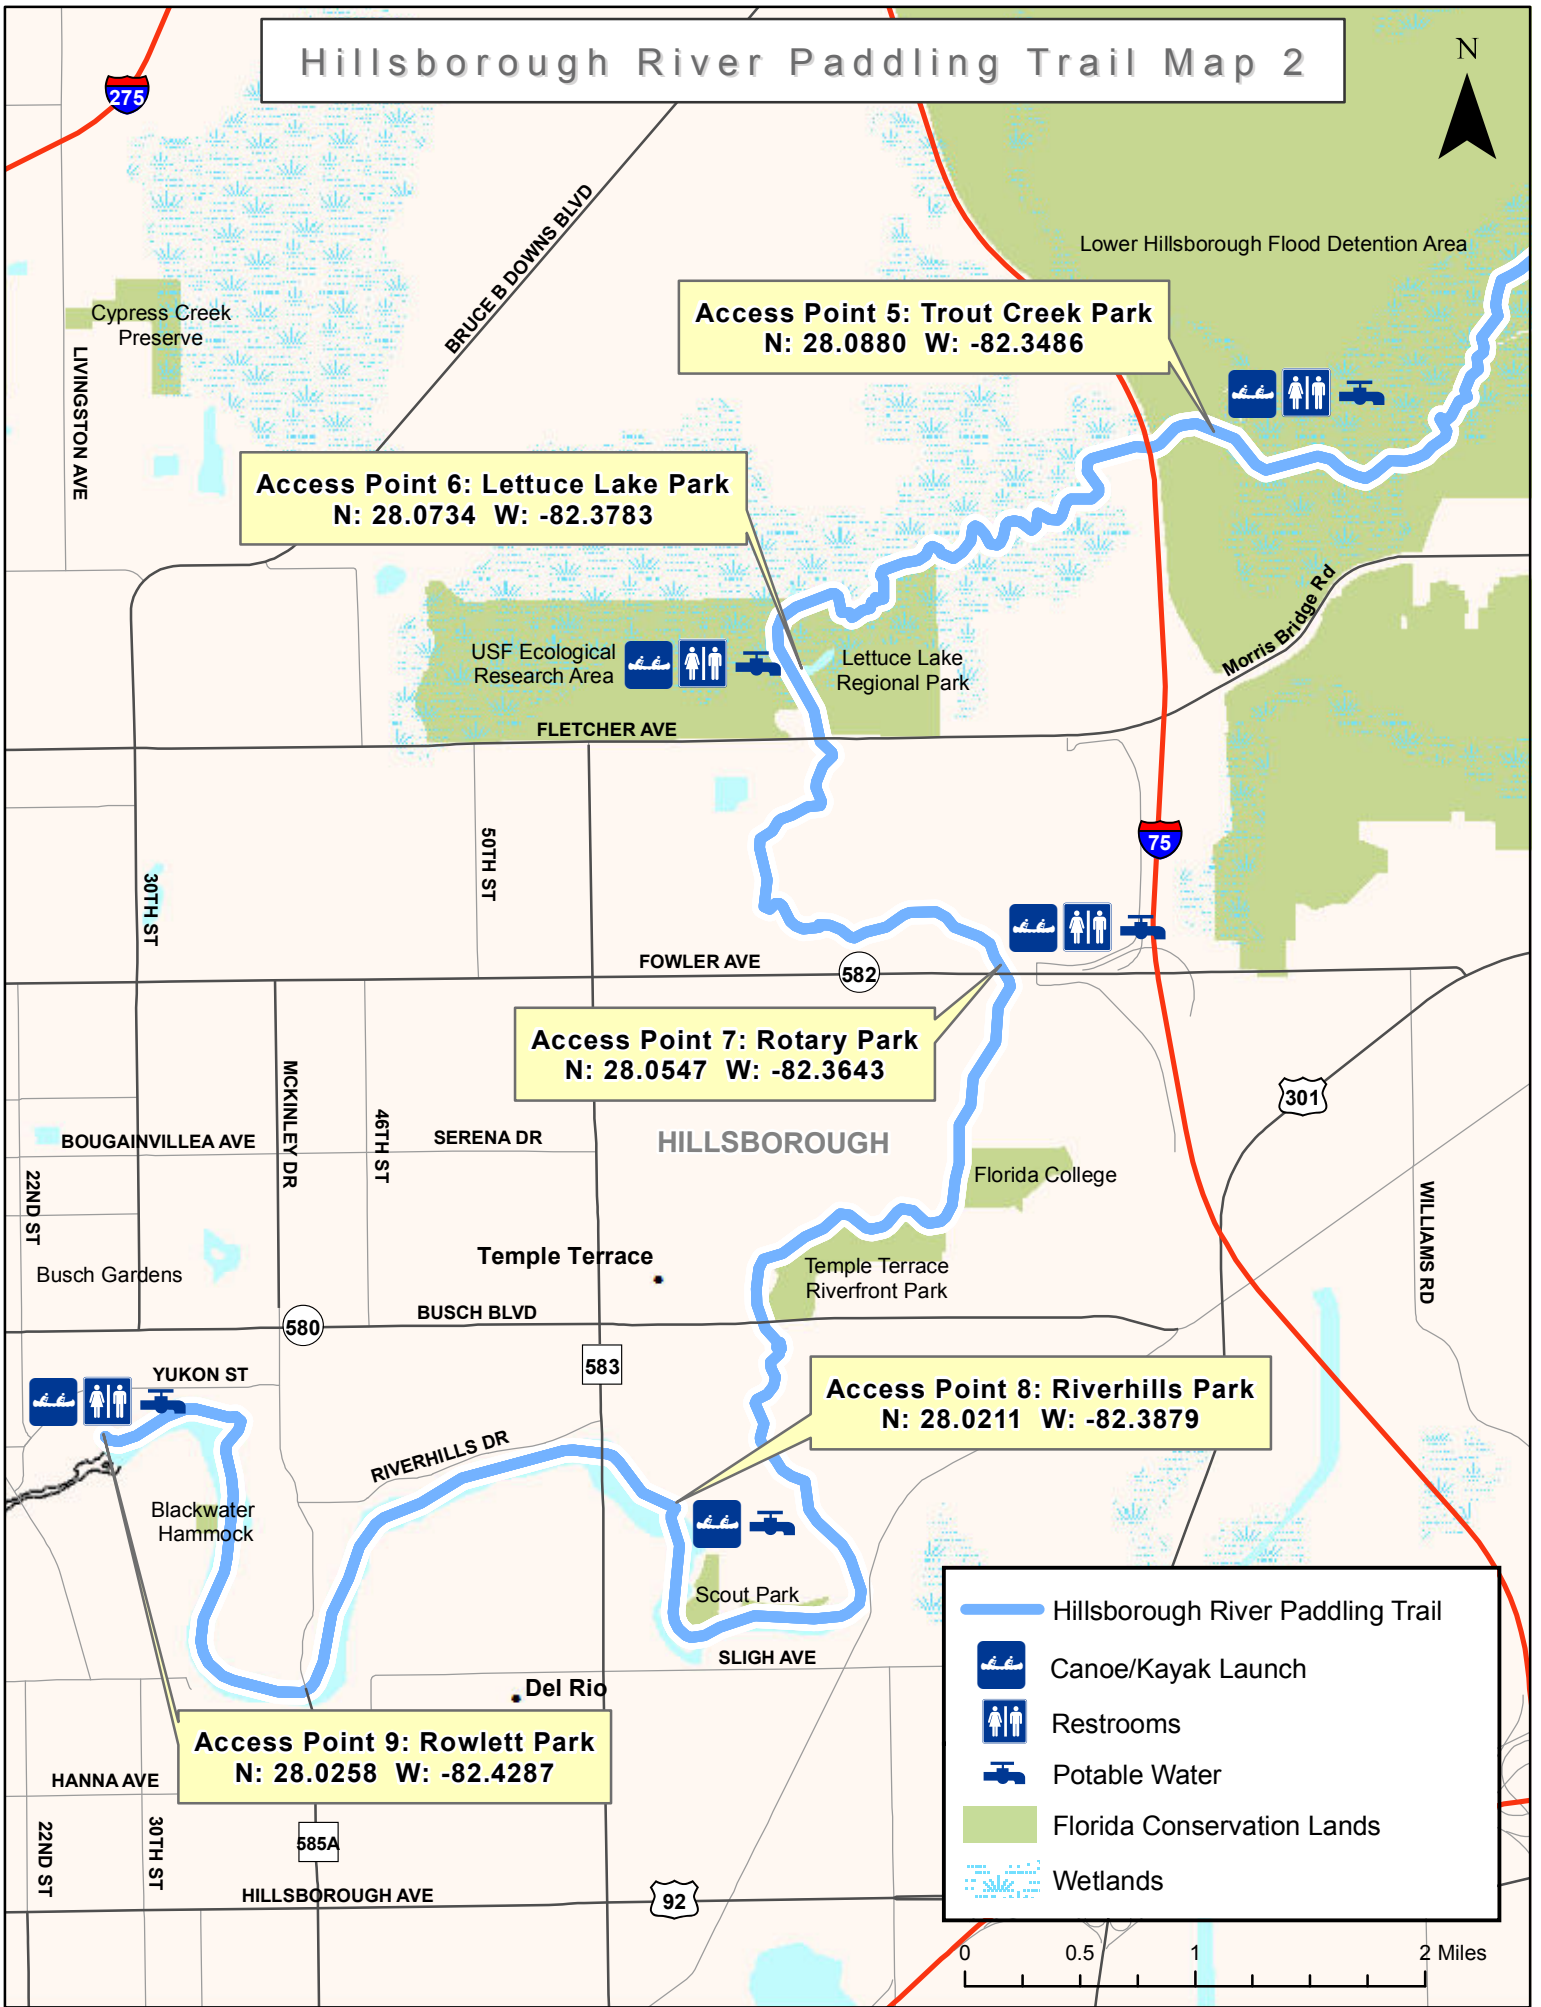 Hillsborough River Paddling Trail Map 2
N
275
Lower Hillsborough Flood Detention Area
BRUCE B DOWNS BLVD
Cypress Creek
Preserve
Access Point 5: Trout Creek Park
N: 28.0880 W: -82.3486
LIVINGSTON AVE
Access Point 6: Lettuce Lake Park
N: 28.0734 W: -82.3783
Morris Bridge Rd
USF Ecological
Research Area
Lettuce Lake
Regional Park
FLETCHER AVE
75
50TH ST
30TH ST
FOWLER AVE
582
Access Point 7: Rotary Park
N: 28.0547 W: -82.3643
301
MCKINLEY DR
46TH ST
BOUGAINVILLEA AVE
SERENA DR
HILLSBOROUGH
Florida College
22ND ST
WILLIAMS RD
Busch Gardens
Temple Terrace
Temple Terrace
Riverfront Park
BUSCH BLVD
580
583
YUKON ST
Access Point 8: Riverhills Park
N: 28.0211 W: -82.3879
RIVERHILLS DR
Blackwater
Hammock
Scout Park
SLIGH AVE
Del Rio
Access Point 9: Rowlett Park
N: 28.0258 W: -82.4287
HANNA AVE
22ND ST
30TH ST
585A
HILLSBOROUGH AVE
92
Hillsborough River Paddling Trail
Canoe/Kayak Launch
Restrooms
Potable Water
Florida Conservation Lands
Wetlands
0 0.5 1 2 Miles